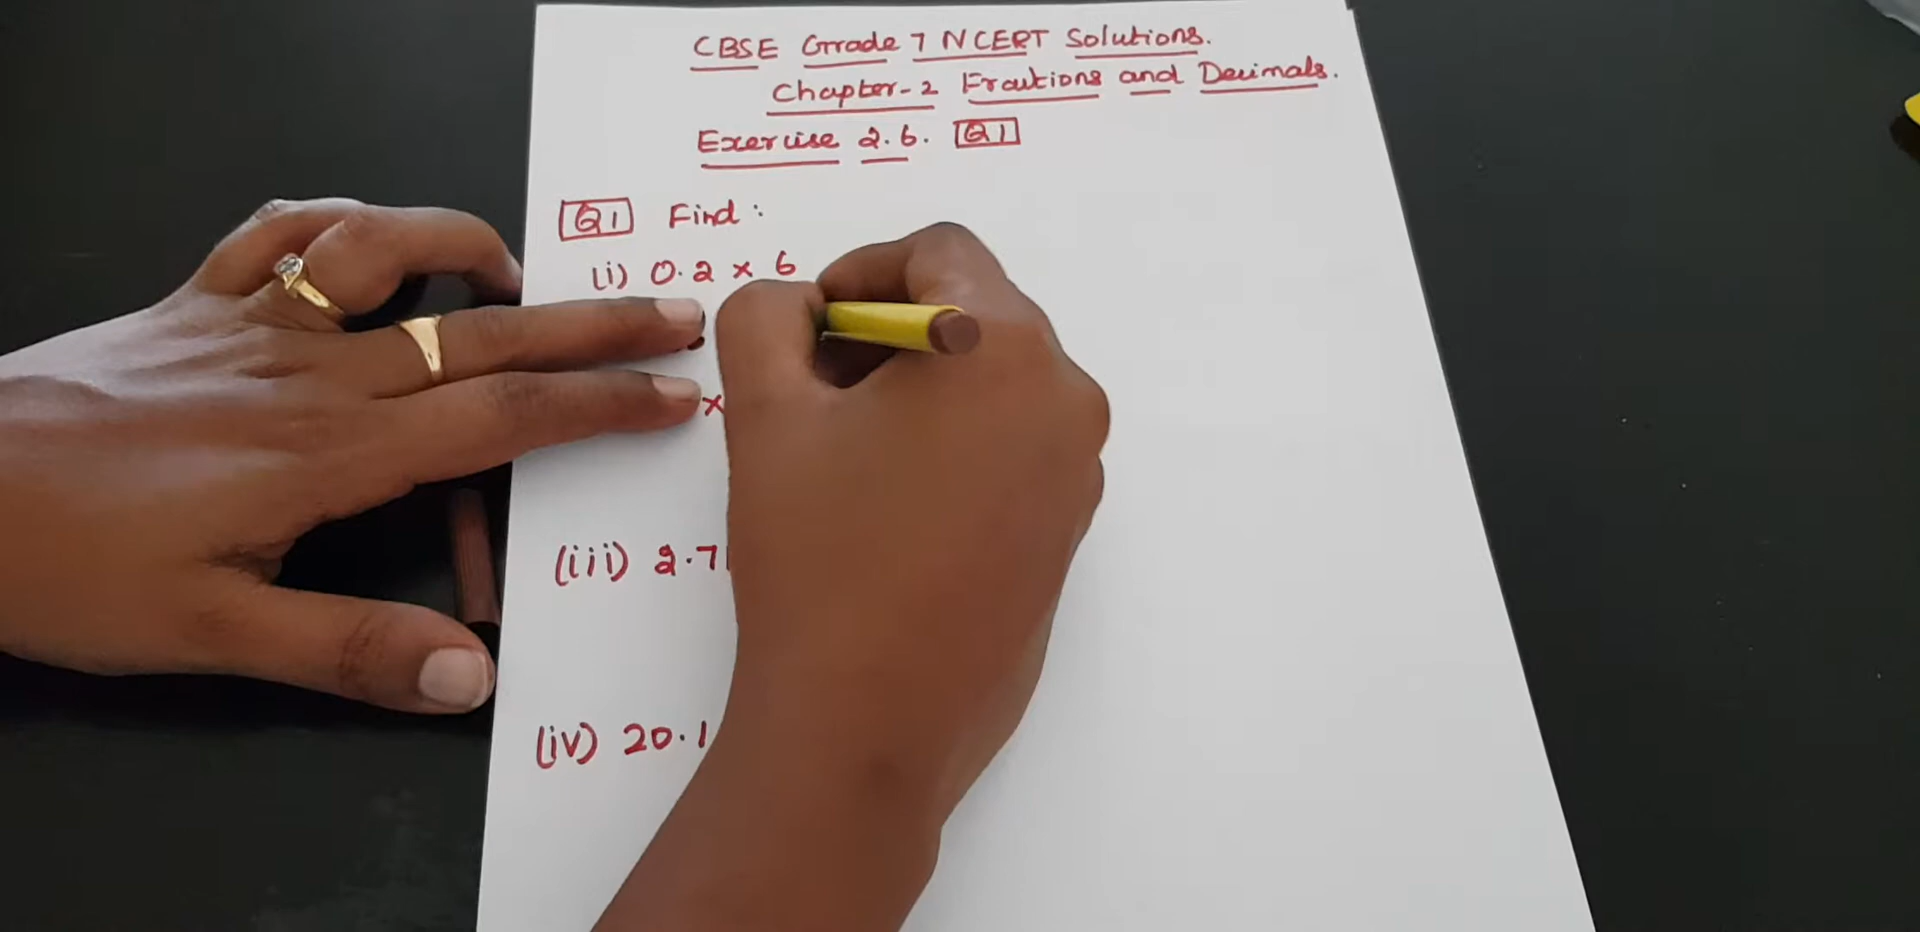 CBSE Grade 7 NCERT Solutions.
Chapter-2 Fractions and Decimals.
Exercise 2.6. Q1
Q1 Find :
(i) 0.2 × 6
×
(iii) 2.71
(iv) 20.1